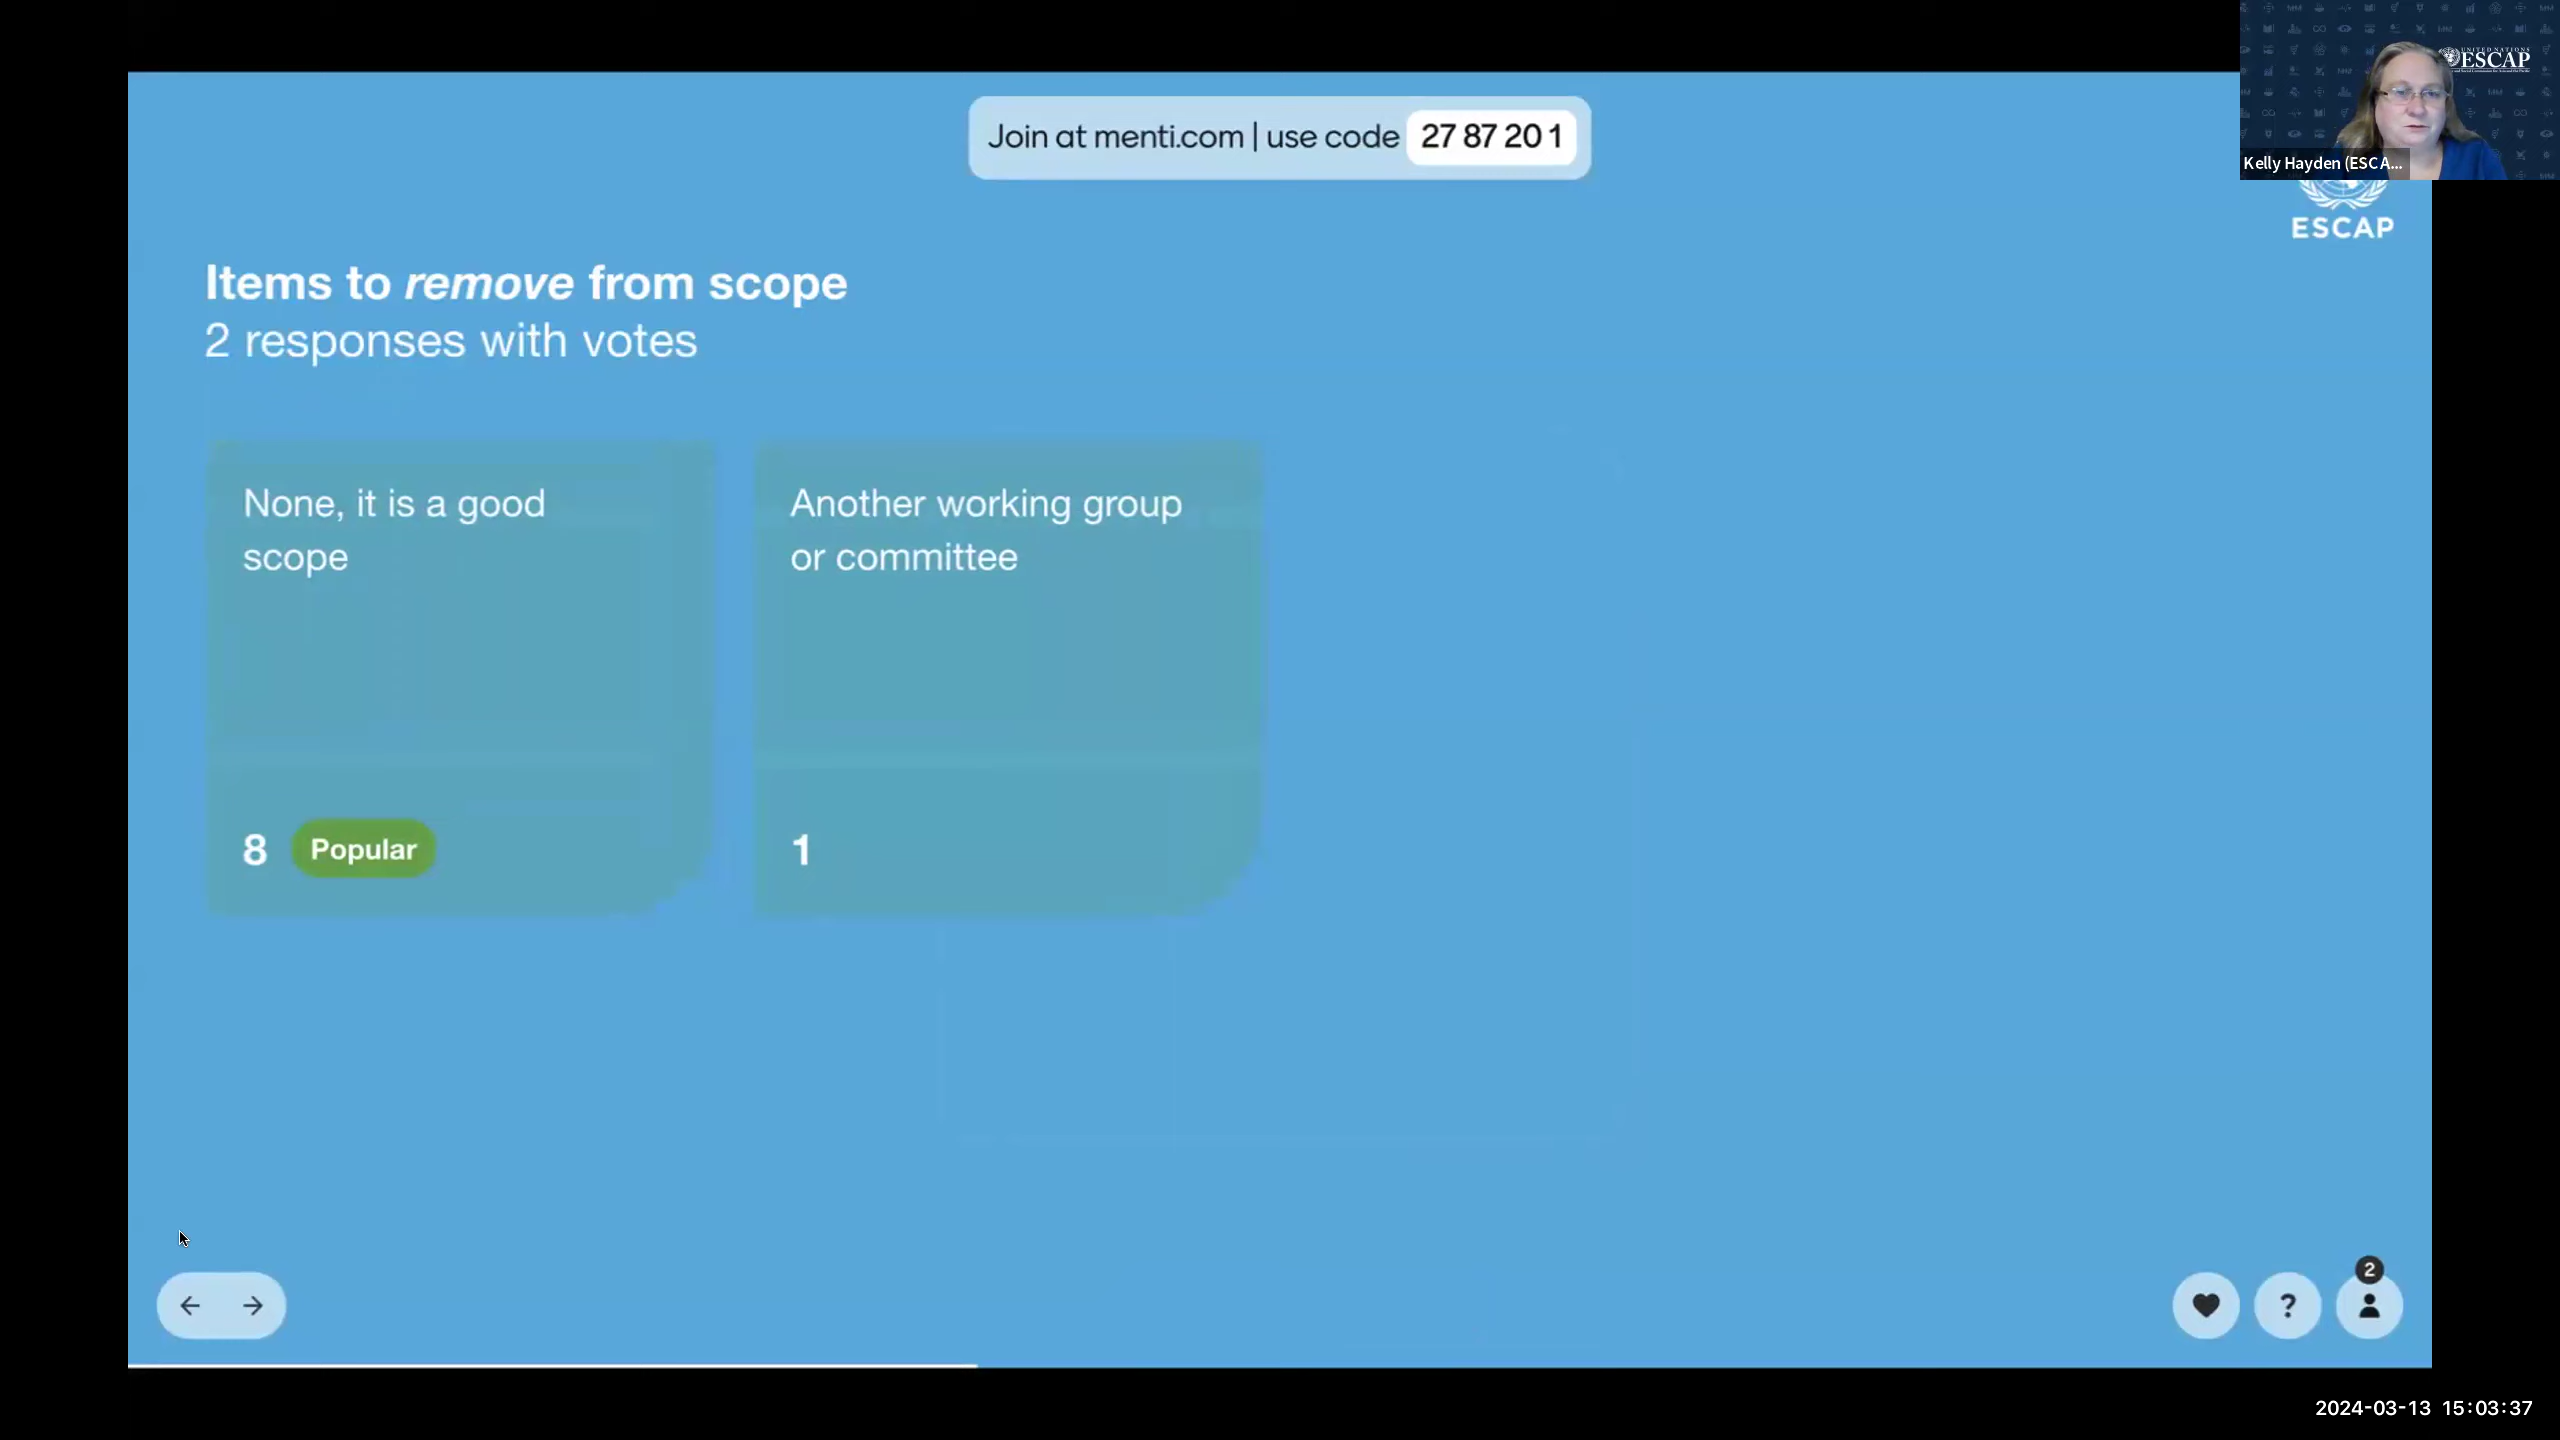 Join at menti.com | use code 27 87 20 1
UNITED NATIONS
ESCAP
Kelly Hayden (ESCA...
ESCAP
Items to remove from scope
2 responses with votes
None, it is a good
scope
Another working group
or committee
8 Popular
1
2
?
2024-03-13 15:03:37